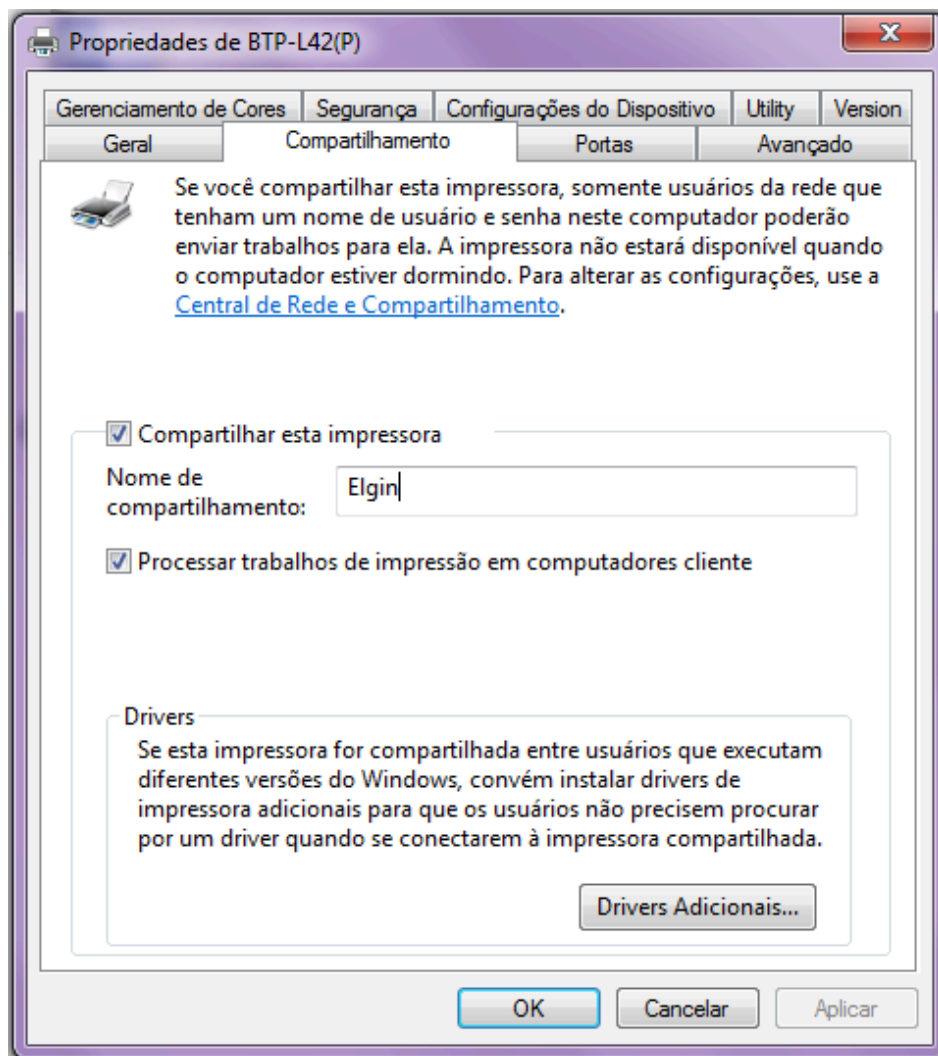 Propriedades de BTP-L42(P)
Gerenciamento de Cores Segurança Configurações do Dispositivo Utility Version
Geral Compartilhamento Portas Avançado
Se você compartilhar esta impressora, somente usuários da rede que
tenham um nome de usuário e senha neste computador poderão
enviar trabalhos para ela. A impressora não estará disponível quando
o computador estiver dormindo. Para alterar as configurações, use a
Central de Rede e Compartilhamento.
Compartilhar esta impressora
Nome de
compartilhamento:
Elgin
Processar trabalhos de impressão em computadores cliente
Drivers
Se esta impressora for compartilhada entre usuários que executam
diferentes versões do Windows, convém instalar drivers de
impressora adicionais para que os usuários não precisem procurar
por um driver quando se conectarem à impressora compartilhada.
Drivers Adicionais...
OK Cancelar Aplicar